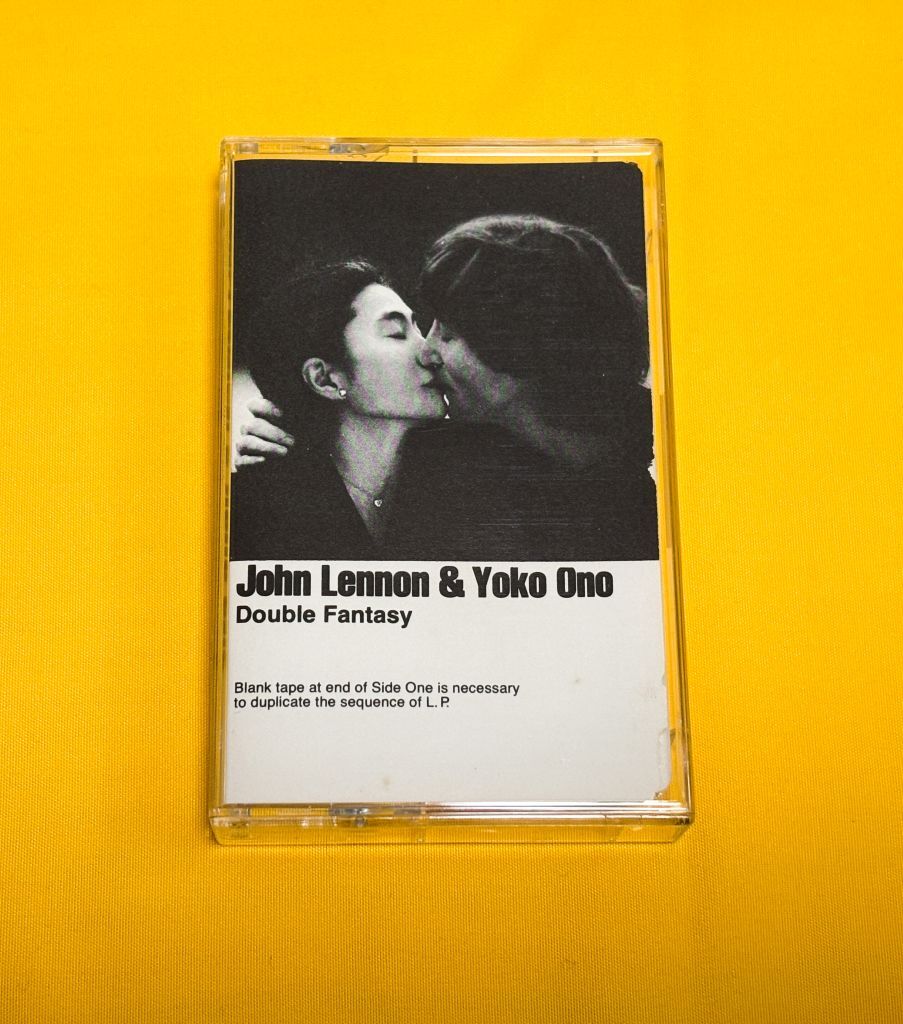 John Lennon & Yoko Ono
Double Fantasy
Blank tape at end of Side One is necessary
to duplicate the sequence of L.P.